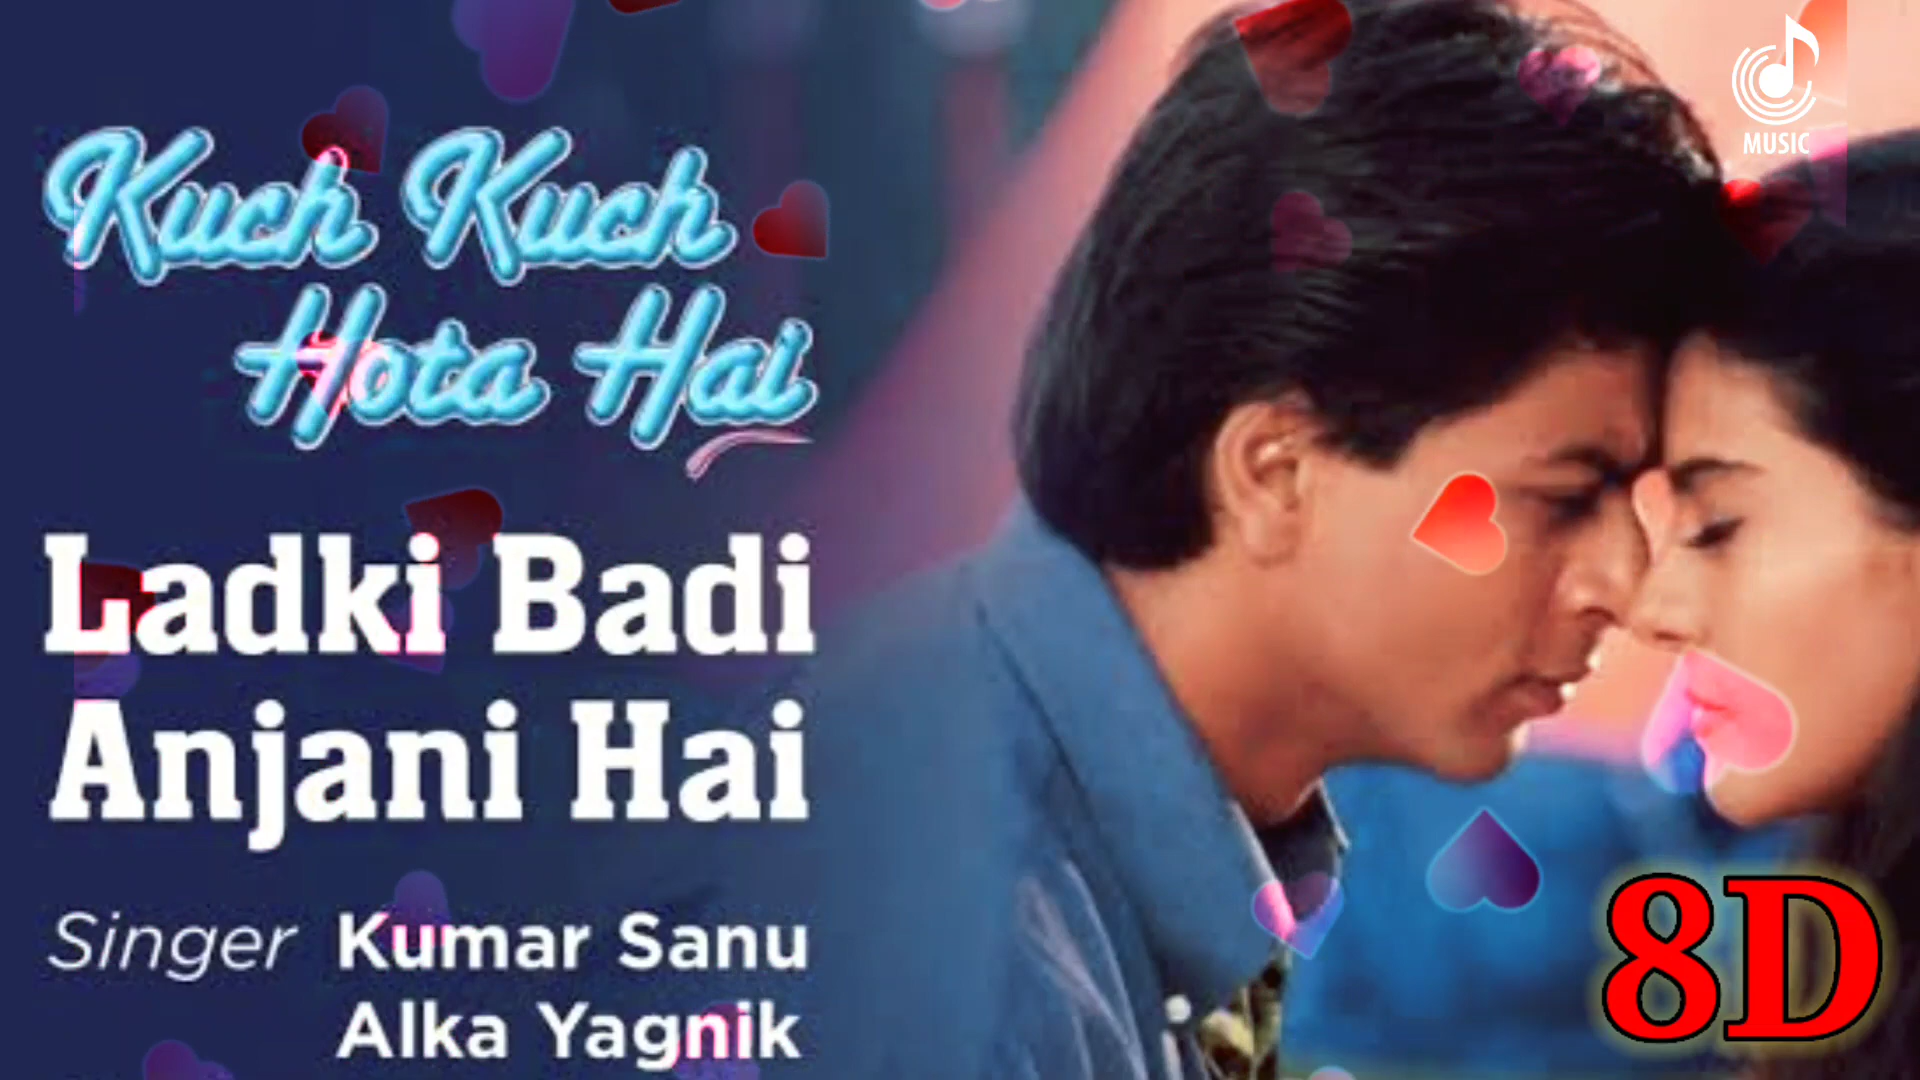 Kuch Kuch
Hota Hai
Ladki Badi
Anjani Hai
Singer Kumar Sanu
Alka Yagnik
MUSIC
8D